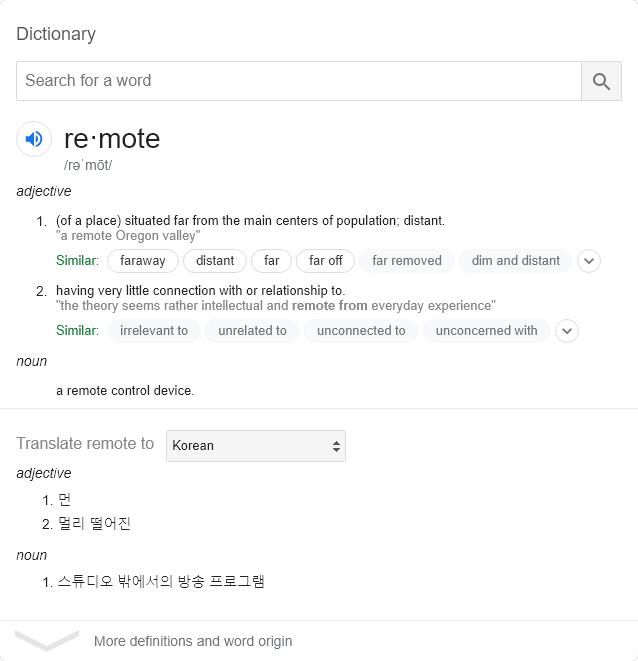 Dictionary
Search for a word
re·mote
/rəˈmōt/
adjective
1. (of a place) situated far from the main centers of population; distant.
"a remote Oregon valley"
Similar: faraway distant far far off far removed dim and distant
2. having very little connection with or relationship to.
"the theory seems rather intellectual and remote from everyday experience"
Similar: irrelevant to unrelated to unconnected to unconcerned with
noun
a remote control device.
Translate remote to Korean
adjective
1. 먼
2. 멀리 떨어진
noun
1. 스튜디오 밖에서의 방송 프로그램
More definitions and word origin